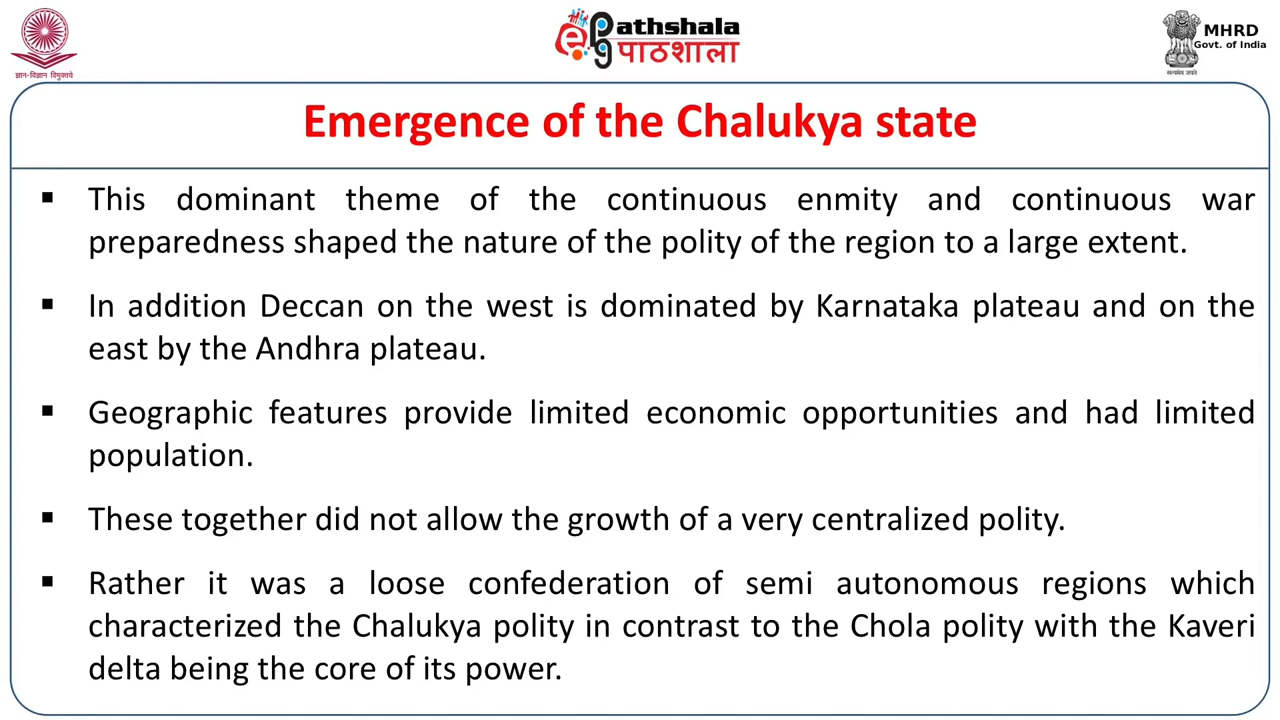 ज्ञान-विज्ञान विमुक्तये
ePG Pathshala
पाठशाला
MHRD
Govt. of India
सत्यमेव जयते
Emergence of the Chalukya state
▪ This dominant theme of the continuous enmity and continuous war
preparedness shaped the nature of the polity of the region to a large extent.
▪ In addition Deccan on the west is dominated by Karnataka plateau and on the
east by the Andhra plateau.
▪ Geographic features provide limited economic opportunities and had limited
population.
▪ These together did not allow the growth of a very centralized polity.
▪ Rather it was a loose confederation of semi autonomous regions which
characterized the Chalukya polity in contrast to the Chola polity with the Kaveri
delta being the core of its power.